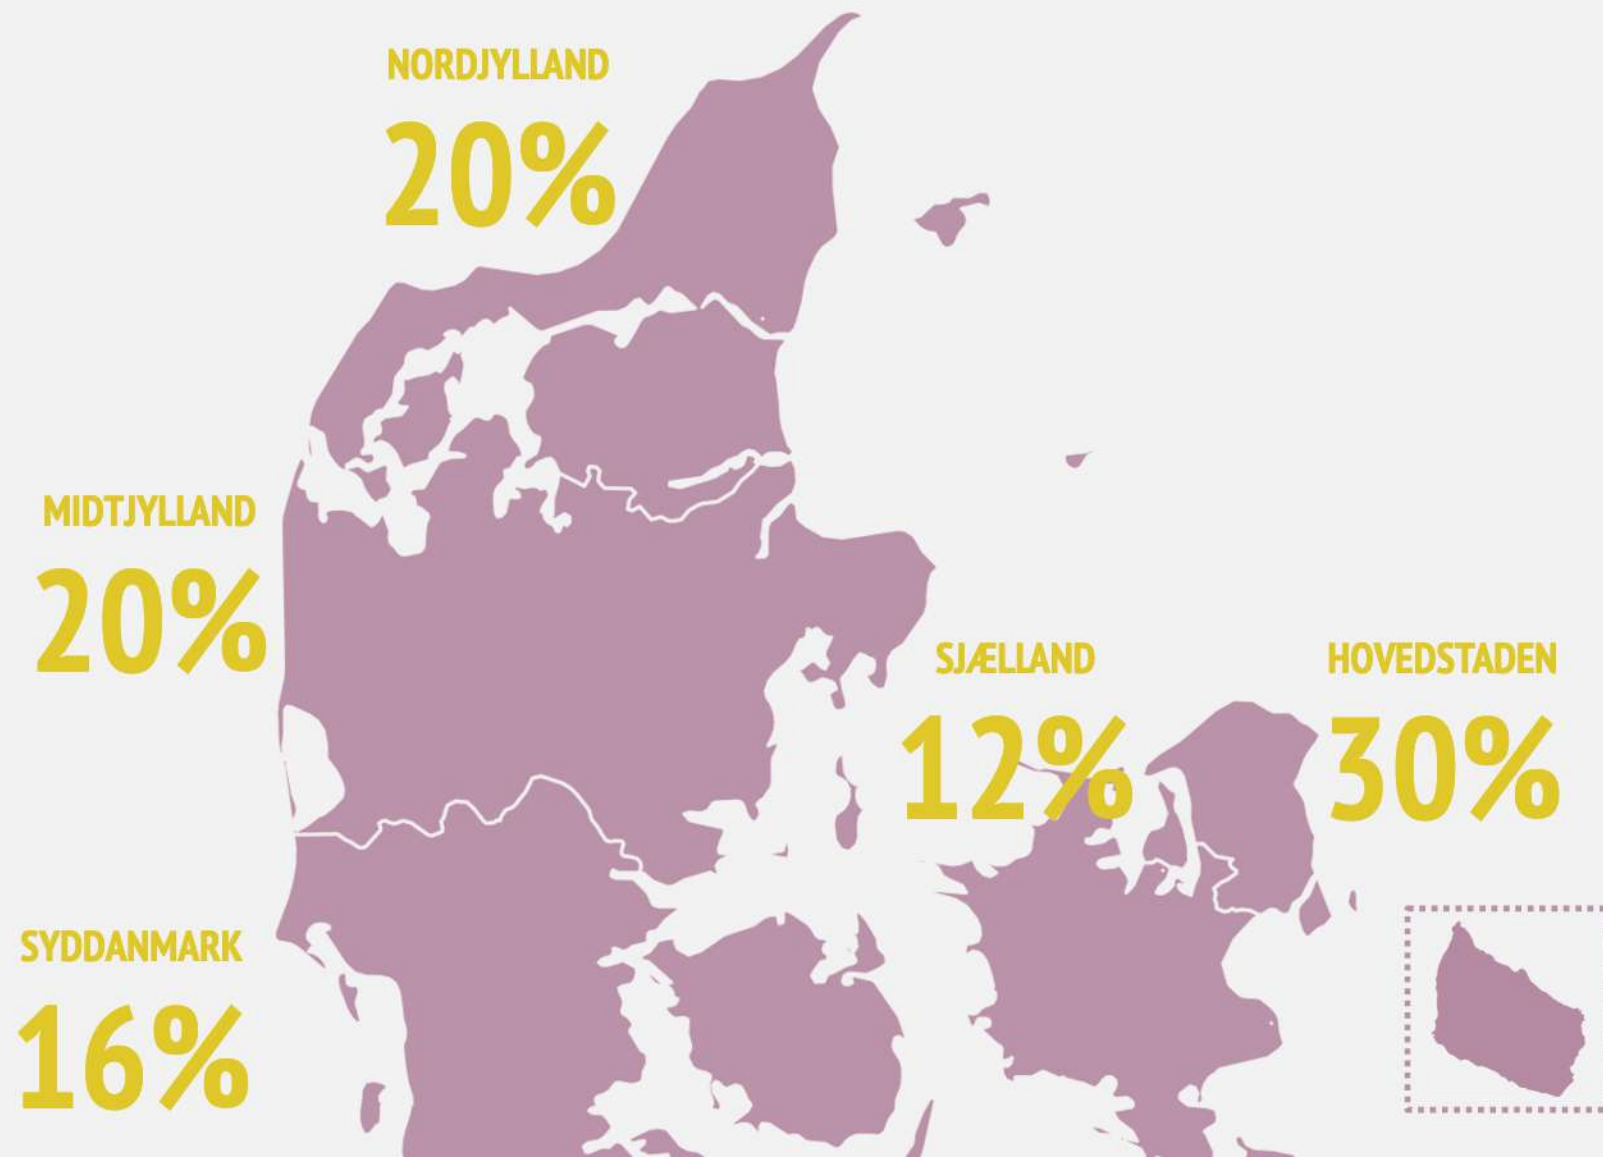 NORDJYLLAND
20%
MIDTJYLLAND
20%
SJÆLLAND
12%
HOVEDSTADEN
30%
SYDDANMARK
16%